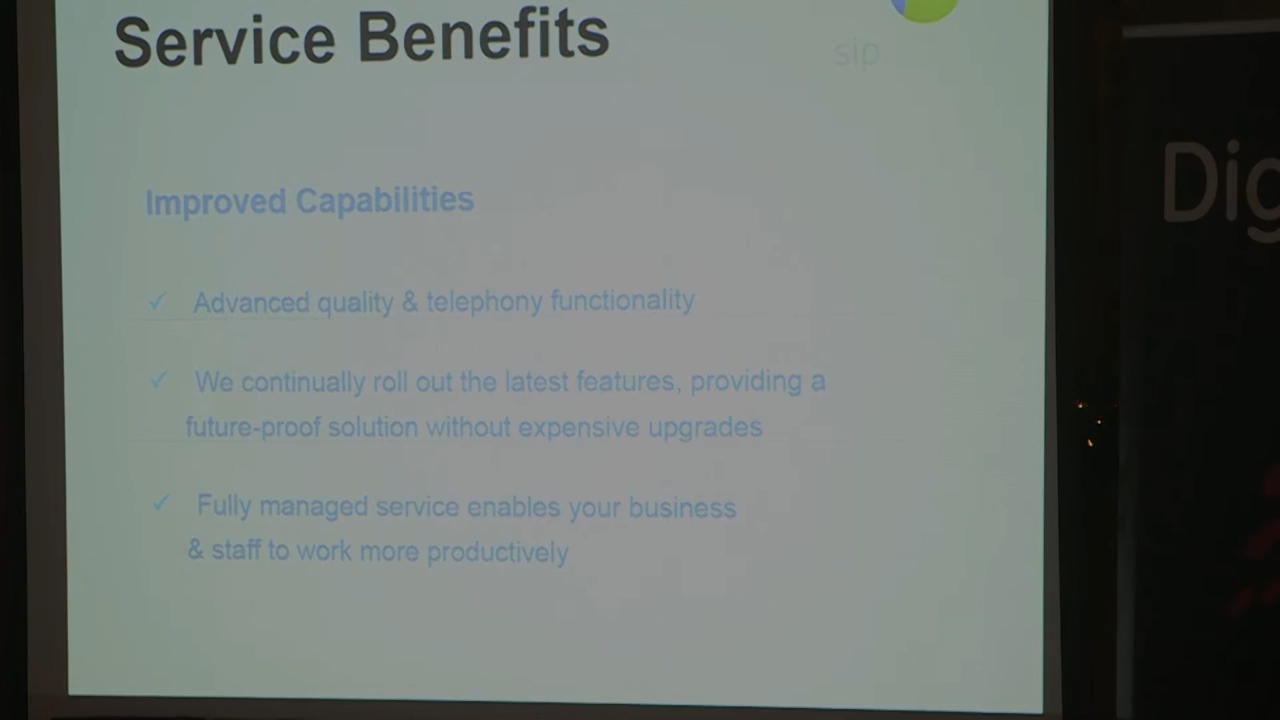 Service Benefits
sip
Improved Capabilities
✓ Advanced quality & telephony functionality
✓ We continually roll out the latest features, providing a
future-proof solution without expensive upgrades
✓ Fully managed service enables your business
& staff to work more productively
Dig